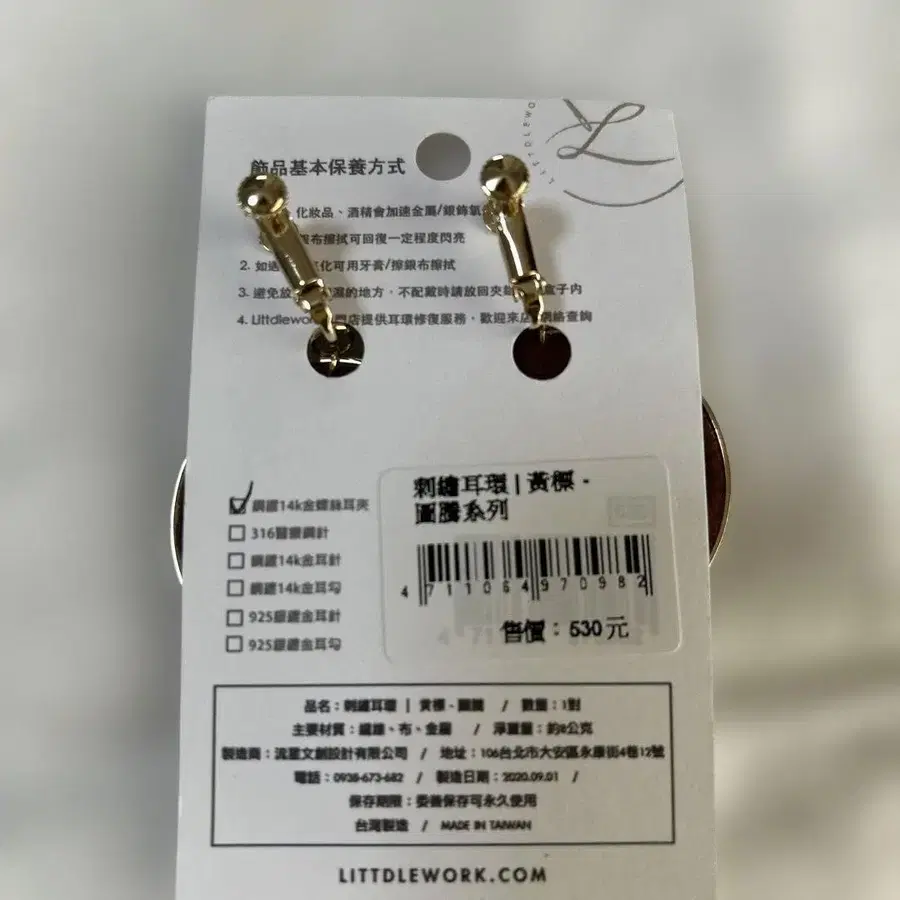 LITTDLEWO
L
飾品基本保養方式
化妝品、酒精會加速金屬/銀飾氧
銀布擦拭可回復一定程度閃亮
2. 如 化可用牙膏/擦銀布擦拭
3. 避免放 濕的地方,不配戴時請放回夾 盒子內
4. Littdlework 門店提供耳環修復服務,歡迎來店 網絡查詢
銅鍍14k金螺絲耳夾
316醫療鋼針
銅鍍14k金耳針
銅鍍14k金耳勾
925銀鍍金耳針
925銀鍍金耳勾
刺繡耳環 | 黃標 -
圖騰系列
4 711064 970982
售價:530元
品名:刺繡耳環 | 黃標 - 圖騰 / 數量:1對
主要材質:繡線、布、金屬 / 淨重量:約8公克
製造商:流星文創設計有限公司 / 地址:106台北市大安區永康街4巷12號
電話:0938-673-682 / 製造日期:2020.09.01 /
保存期限:妥善保存可永久使用
台灣製造 / MADE IN TAIWAN
LITTDLEWORK.COM